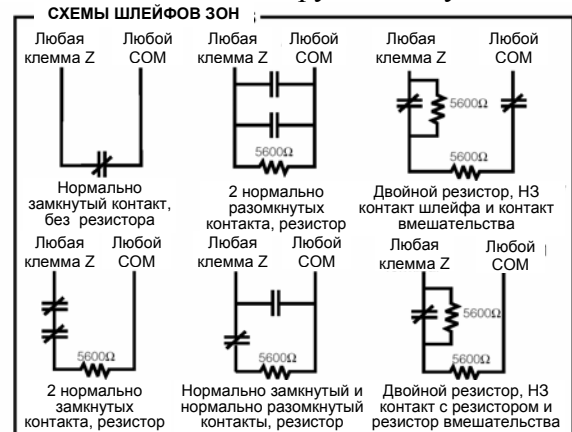 СХЕМЫ ШЛЕЙФОВ ЗОН
Любая Любой
клемма Z COM
Нормально
замкнутый контакт,
без резистора
Любая Любой
клемма Z COM
5600Ω
2 нормально
разомкнутых
контакта, резистор
Любая Любой
клемма Z COM
5600Ω
5600Ω
Двойной резистор, НЗ
контакт шлейфа и контакт
вмешательства
Любая Любой
клемма Z COM
5600Ω
2 нормально
замкнутых
контакта, резистор
Любая Любой
клемма Z COM
5600Ω
Нормально замкнутый и
нормально разомкнутый
контакты, резистор
Любая Любой
клемма Z COM
5600Ω
5600Ω
Двойной резистор, НЗ
контакт с резистором и
резистор вмешательства